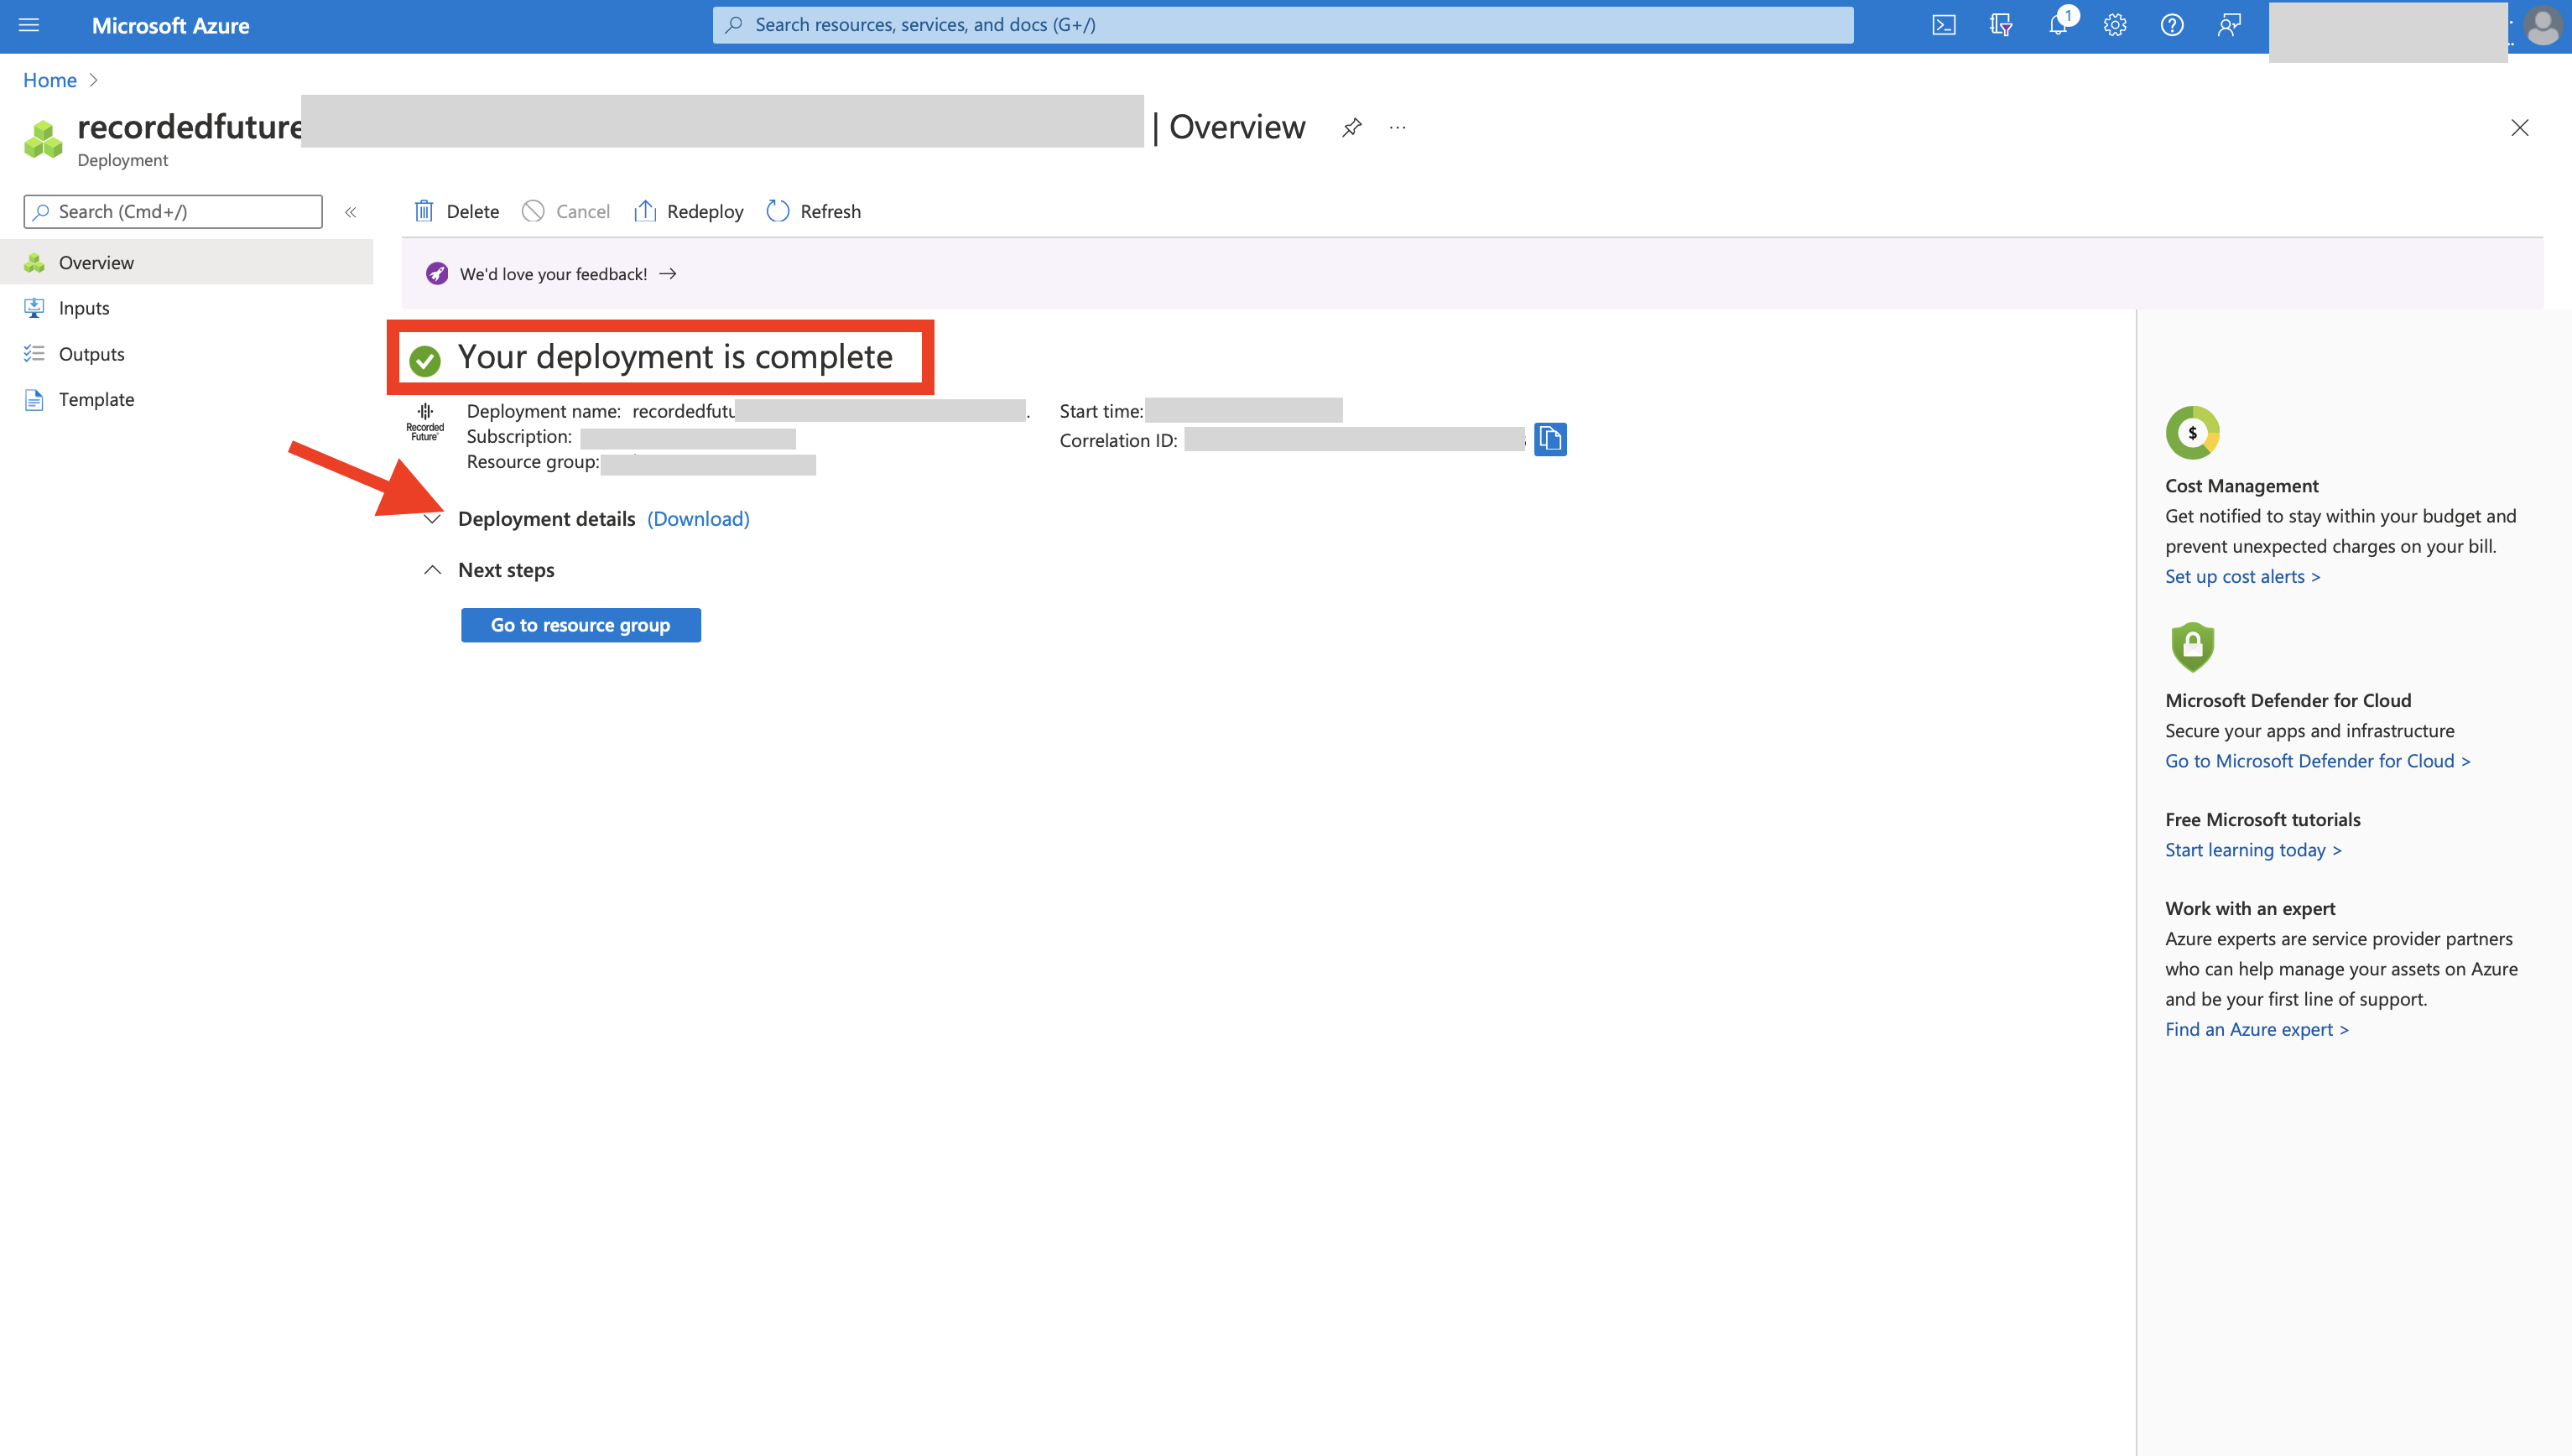 Microsoft Azure
Search resources, services, and docs (G+/)
1
Home
recordedfuture | Overview
Deployment
Search (Cmd+/)
Delete
Cancel
Redeploy
Refresh
Overview
Inputs
Outputs
Template
We'd love your feedback!
Your deployment is complete
Recorded
Future
Deployment name: recordedfutu
Subscription:
Resource group:
Start time:
Correlation ID:
Deployment details (Download)
Next steps
Go to resource group
$
Cost Management
Get notified to stay within your budget and
prevent unexpected charges on your bill.
Set up cost alerts >
Microsoft Defender for Cloud
Secure your apps and infrastructure
Go to Microsoft Defender for Cloud >
Free Microsoft tutorials
Start learning today >
Work with an expert
Azure experts are service provider partners
who can help manage your assets on Azure
and be your first line of support.
Find an Azure expert >